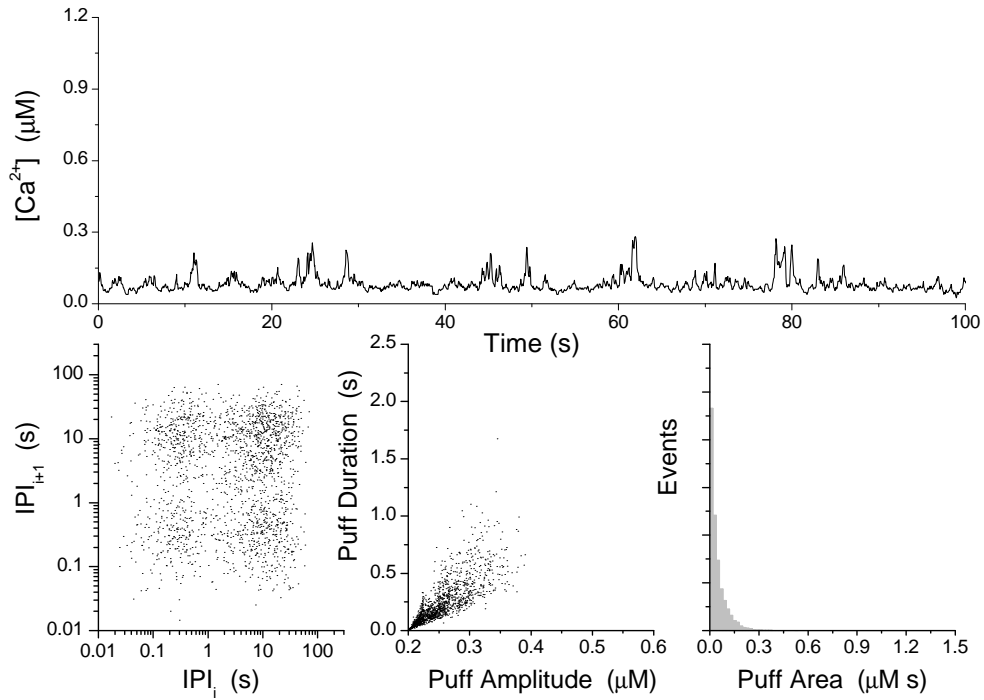 1.2
0.9
0.6
0.3
0.0
[Ca²⁺] (μM)
0 20 40 60 80 100
Time (s)
100
10
1
0.1
0.01
IPIᵢ₊₁ (s)
0.01 0.1 1 10 100
IPIᵢ (s)
2.5
2.0
1.5
1.0
0.5
0.0
Puff Duration (s)
0.2 0.3 0.4 0.5 0.6
Puff Amplitude (μM)
Events
0.0 0.3 0.6 0.9 1.2 1.5
Puff Area (μM s)